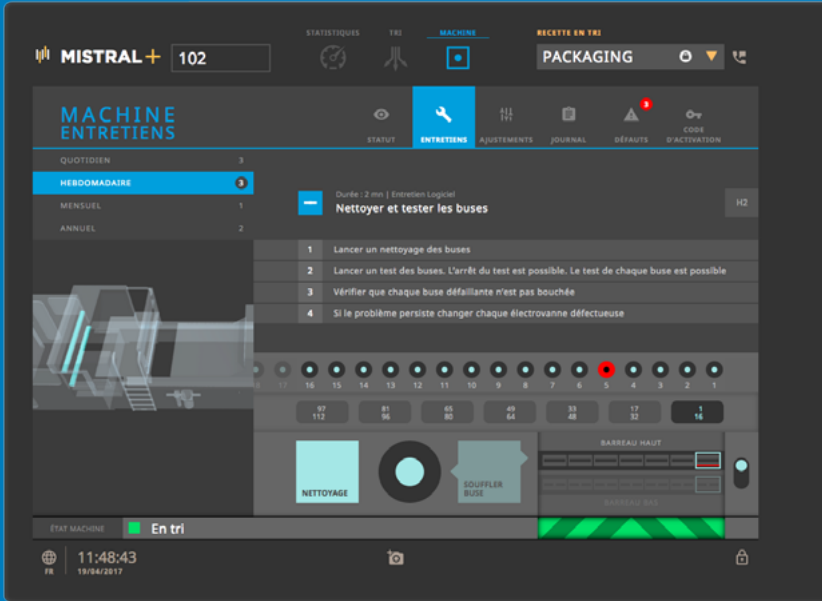 STATISTIQUES TRI MACHINE RECETTE EN TRI
MISTRAL+ 102 PACKAGING
MACHINE
ENTRETIENS
STATUT ENTRETIENS AJUSTEMENTS JOURNAL 3 DÉFAUTS CODE D'ACTIVATION
QUOTIDIEN 3
HEBDOMADAIRE 3
MENSUEL 1
ANNUEL 2
Durée : 2 mn | Entretien Logiciel
Nettoyer et tester les buses
H2
1 Lancer un nettoyage des buses
2 Lancer un test des buses. L'arrêt du test est possible. Le test de chaque buse est possible
3 Vérifier que chaque buse défaillante n'est pas bouchée
4 Si le problème persiste changer chaque électrovanne défectueuse
8 17 16 15 14 13 12 11 10 9 8 7 6 5 4 3 2 1
97 81 65 49 33 17 1
112 96 80 64 48 32 16
BARREAU HAUT
NETTOYAGE
SOUFFLER
BUSE
BARREAU BAS
ÉTAT MACHINE En tri
11:48:43
FR 19/04/2017